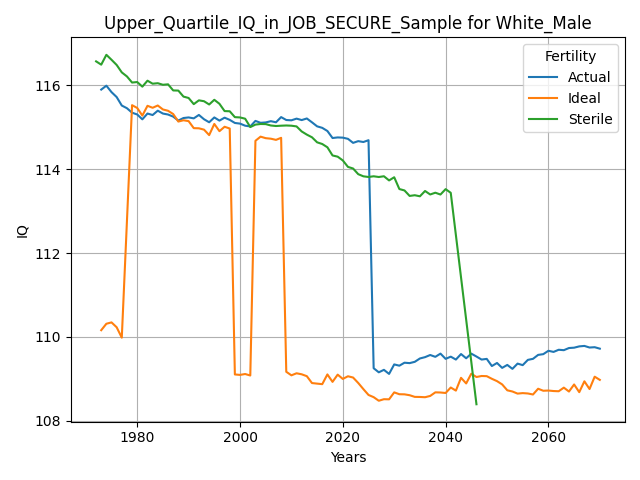 Upper_Quartile_IQ_in_JOB_SECURE_Sample for White_Male
Fertility
Actual
Ideal
Sterile
IQ
116
114
112
110
108
1980
2000
2020
2040
2060
Years